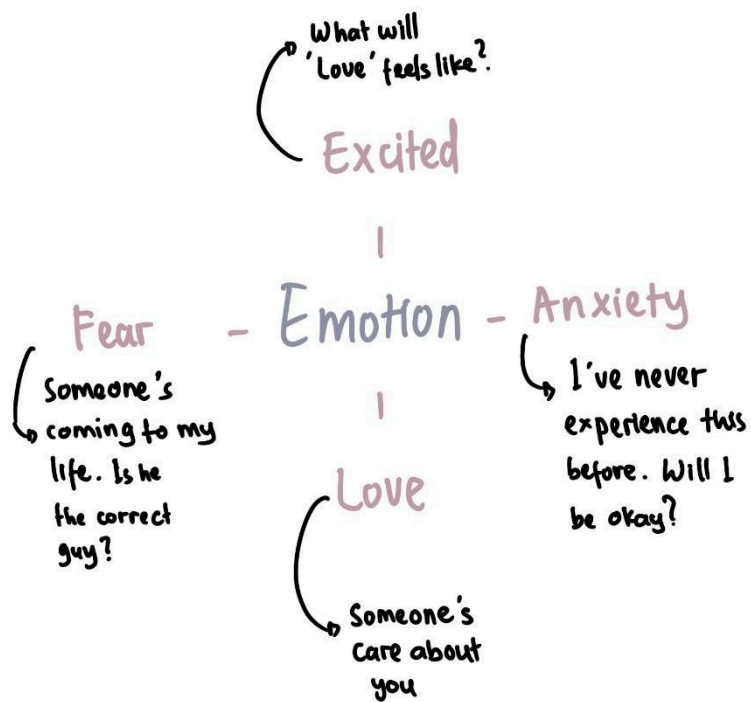 What will
'Love' feels like?
Excited
Fear - Emotion - Anxiety
Someone's
coming to my
life. Is he
the correct
guy?
I've never
experience this
before. Will I
be okay?
Love
Someone's
care about
you